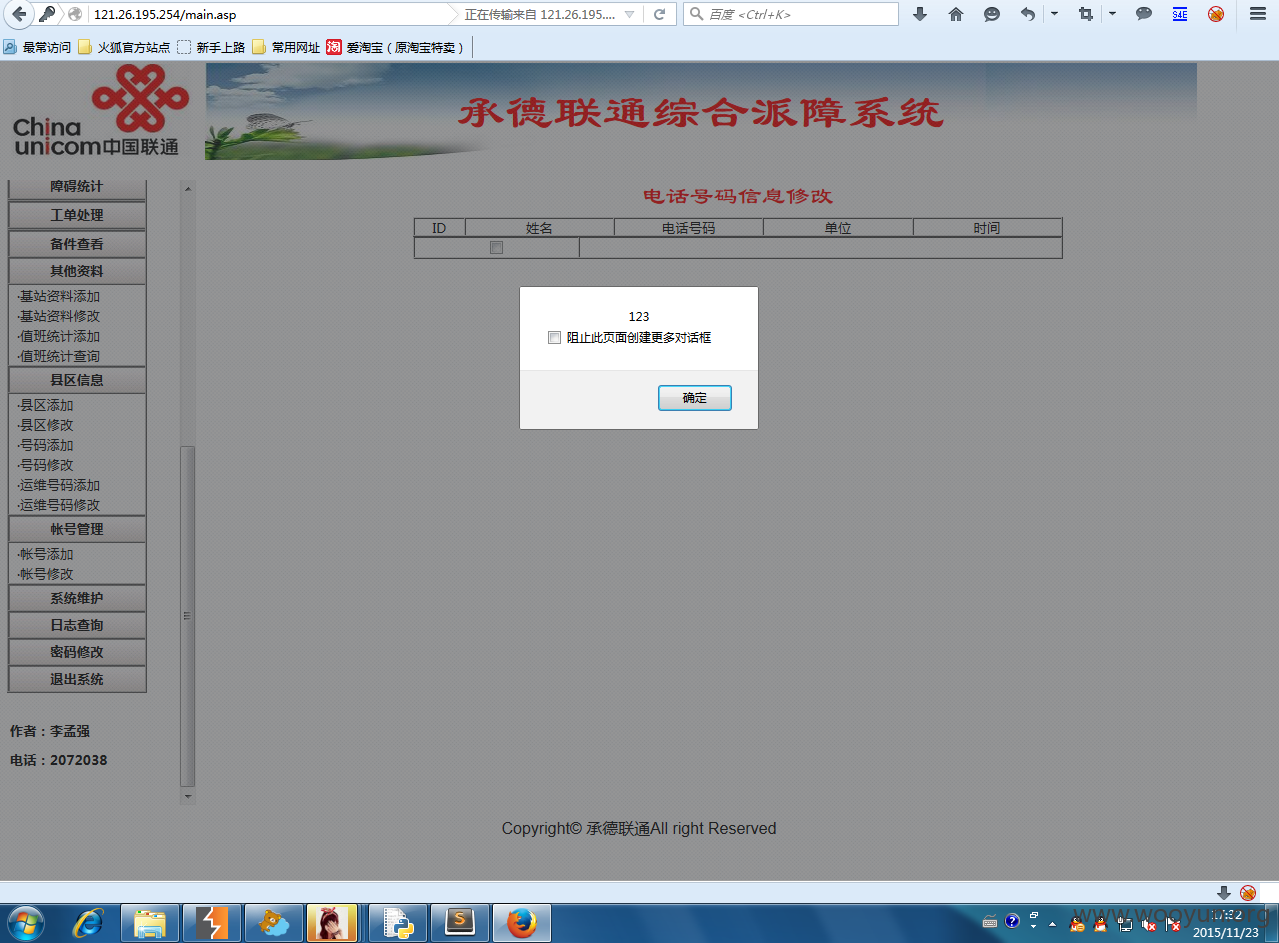 121.26.195.254/main.asp
正在传输来自 121.26.195....
百度 <Ctrl+K>
S4E
最常访问
火狐官方站点
新手上路
常用网址
淘
爱淘宝（原淘宝特卖）
China
unicom中国联通
承德联通综合派障系统
障碍统计
工单处理
备件查看
其他资料
·基站资料添加
·基站资料修改
·值班统计添加
·值班统计查询
县区信息
·县区添加
·县区修改
·号码添加
·号码修改
·运维号码添加
·运维号码修改
帐号管理
·帐号添加
·帐号修改
系统维护
日志查询
密码修改
退出系统
作者：李孟强
电话：2072038
电话号码信息修改
ID 姓名 电话号码 单位 时间
123
阻止此页面创建更多对话框
确定
Copyright© 承德联通All right Reserved
www.wooyun.org
2015/11/23